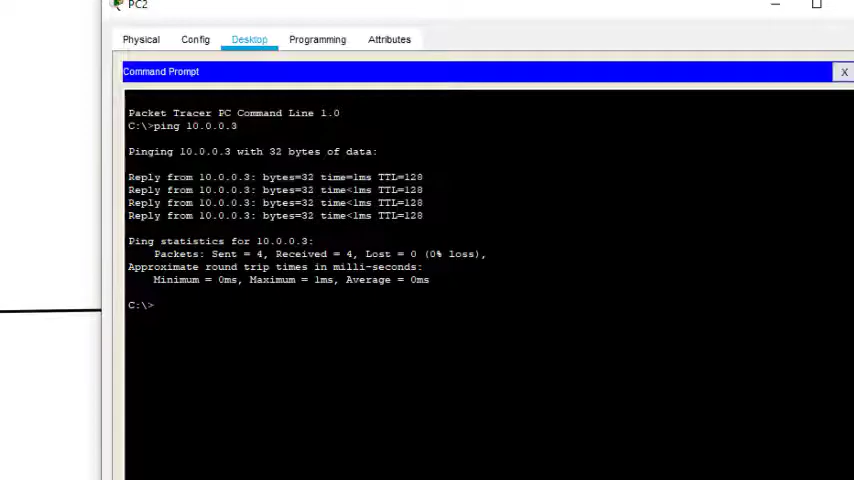 PC2
Physical Config Desktop Programming Attributes
Command Prompt X
Packet Tracer PC Command Line 1.0
C:\>ping 10.0.0.3
Pinging 10.0.0.3 with 32 bytes of data:
Reply from 10.0.0.3: bytes=32 time=1ms TTL=128
Reply from 10.0.0.3: bytes=32 time<1ms TTL=128
Reply from 10.0.0.3: bytes=32 time<1ms TTL=128
Reply from 10.0.0.3: bytes=32 time<1ms TTL=128
Ping statistics for 10.0.0.3:
Packets: Sent = 4, Received = 4, Lost = 0 (0% loss),
Approximate round trip times in milli-seconds:
Minimum = 0ms, Maximum = 1ms, Average = 0ms
C:\>